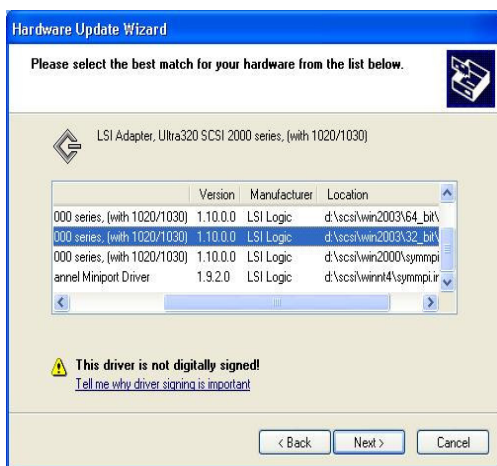 Hardware Update Wizard
Please select the best match for your hardware from the list below.
LSI Adapter, Ultra320 SCSI 2000 series, (with 1020/1030)
Version Manufacturer Location
000 series, (with 1020/1030) 1.10.0.0 LSI Logic d:\scsi\win2003\64_bit\
000 series, (with 1020/1030) 1.10.0.0 LSI Logic d:\scsi\win2003\32_bit\
000 series, (with 1020/1030) 1.10.0.0 LSI Logic d:\scsi\win2000\symmpi
annel Miniport Driver 1.9.2.0 LSI Logic d:\scsi\winnt4\symmpi.ir
This driver is not digitally signed!
Tell me why driver signing is important
< Back Next > Cancel